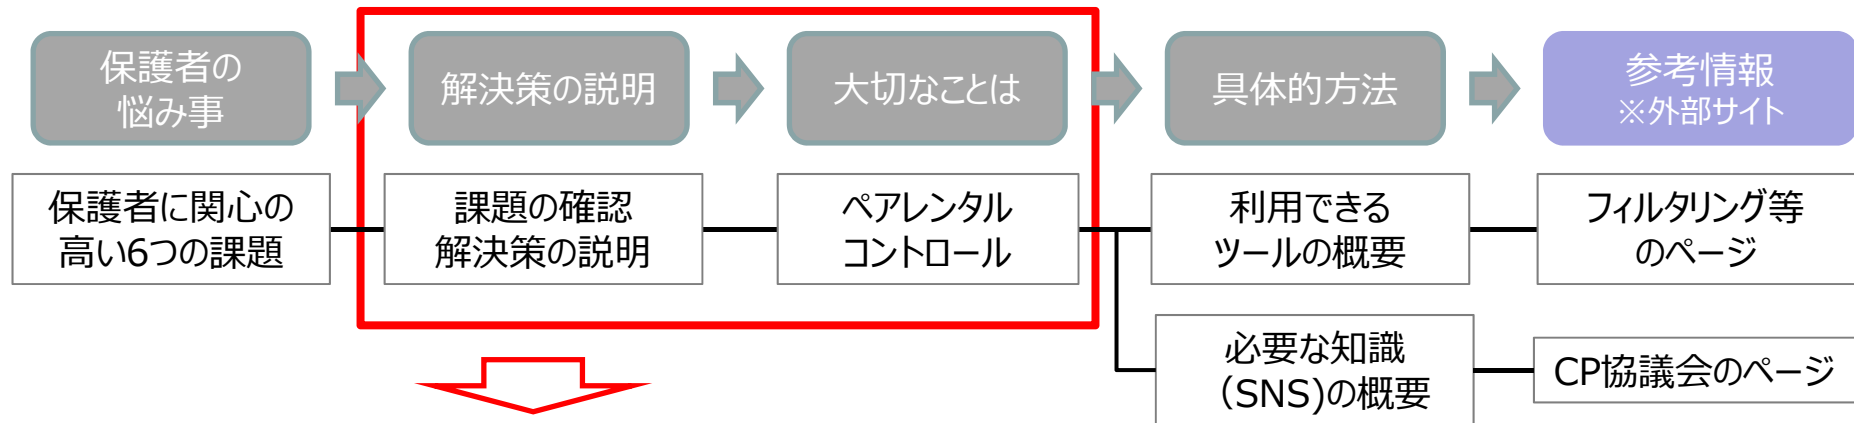 保護者の
悩み事
解決策の説明
大切なことは
具体的方法
参考情報
※外部サイト
保護者に関心の
高い6つの課題
課題の確認
解決策の説明
ペアレンタル
コントロール
利用できる
ツールの概要
フィルタリング等
のページ
必要な知識
（SNS)の概要
CP協議会のページ